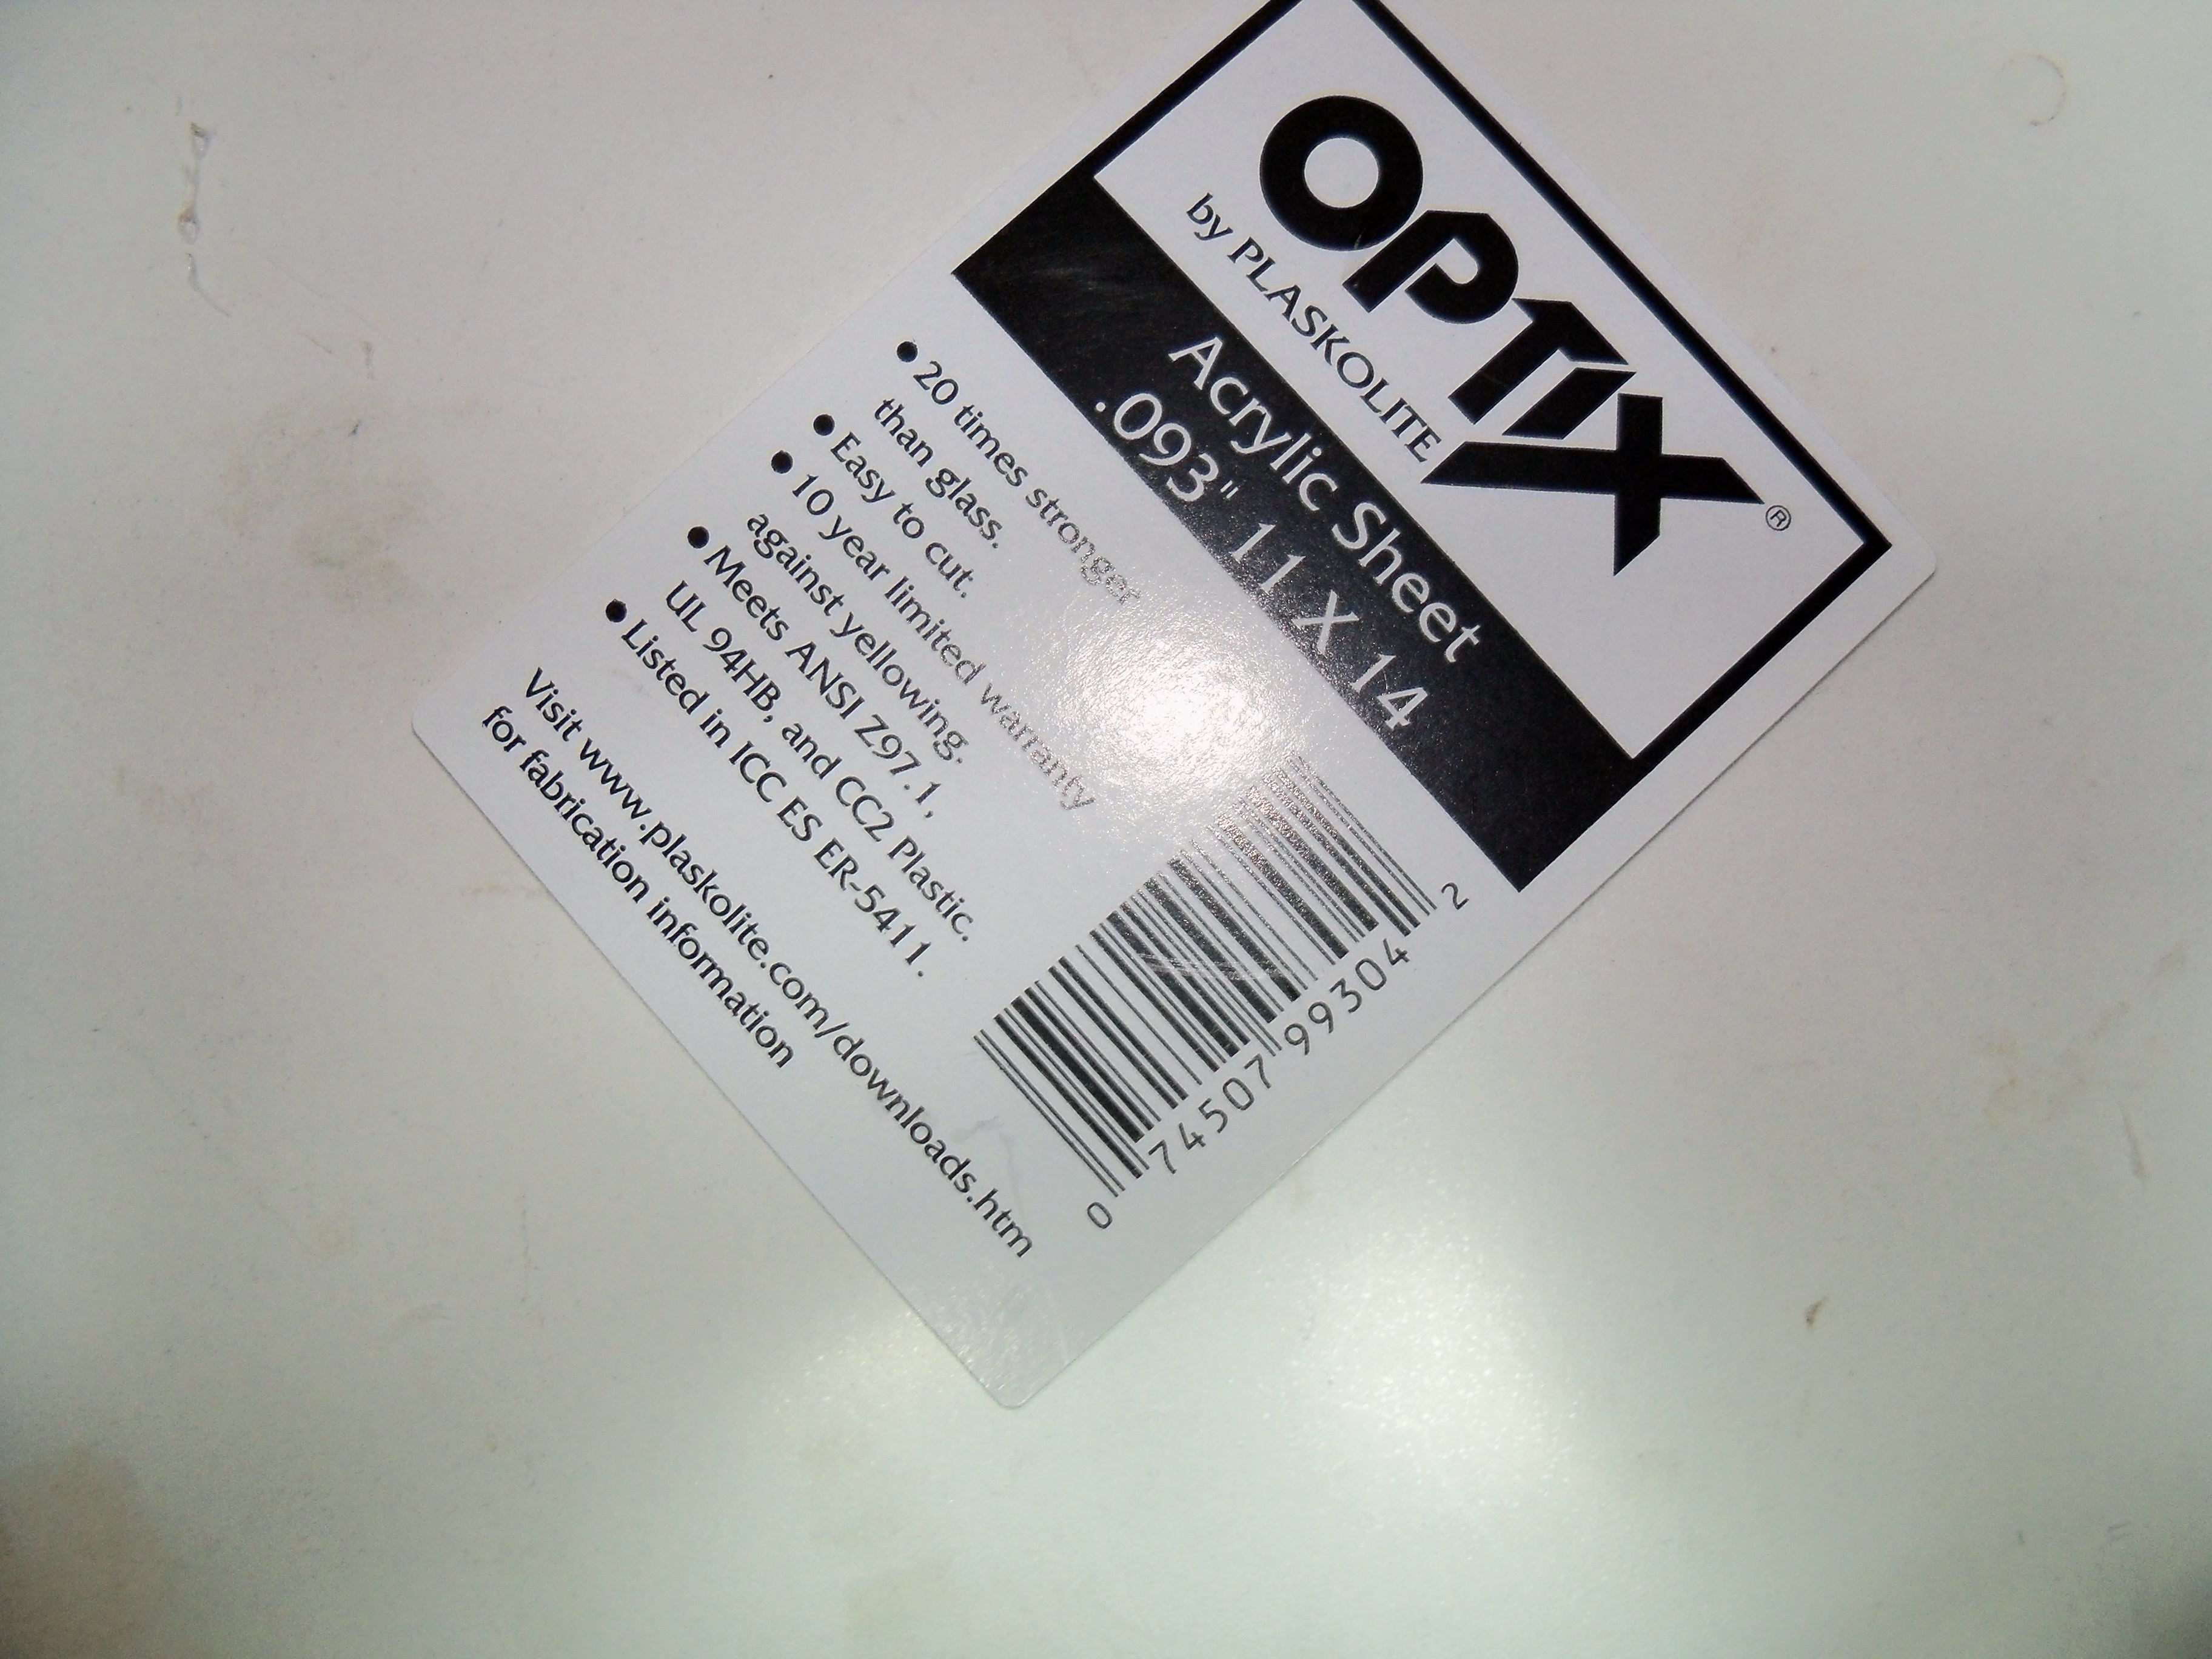 OPTIX®
by PLASKOLITE
Acrylic Sheet
.093" 11 X 14
• 20 times stronger
than glass.
• Easy to cut.
• 10 year limited warranty
against yellowing.
• Meets ANSI Z97.1,
UL 94HB, and CC2 Plastic.
• Listed in ICC ES ER-5411.
Visit www.plaskolite.com/downloads.htm
for fabrication information
0 74507 99304 2